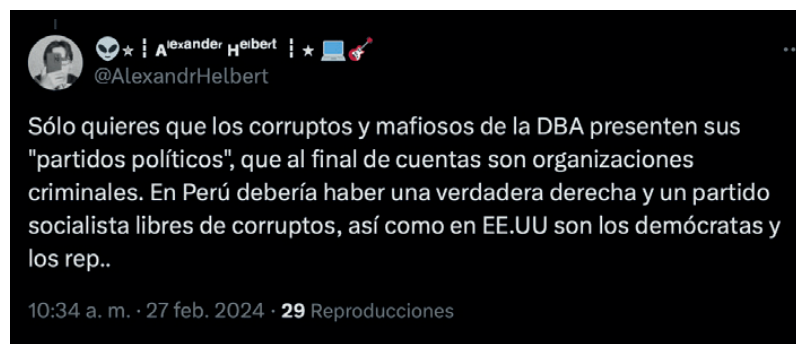 👽⭐┆ᴀˡᵉˣᵃⁿᵈᵉʳ ʜᵉˡᵇᵉʳᵗ┆⭐💻🎸
@AlexandrHelbert
Sólo quieres que los corruptos y mafiosos de la DBA presenten sus
"partidos políticos", que al final de cuentas son organizaciones
criminales. En Perú debería haber una verdadera derecha y un partido
socialista libres de corruptos, así como en EE.UU son los demócratas y
los rep..
10:34 a. m. · 27 feb. 2024 · 29 Reproducciones